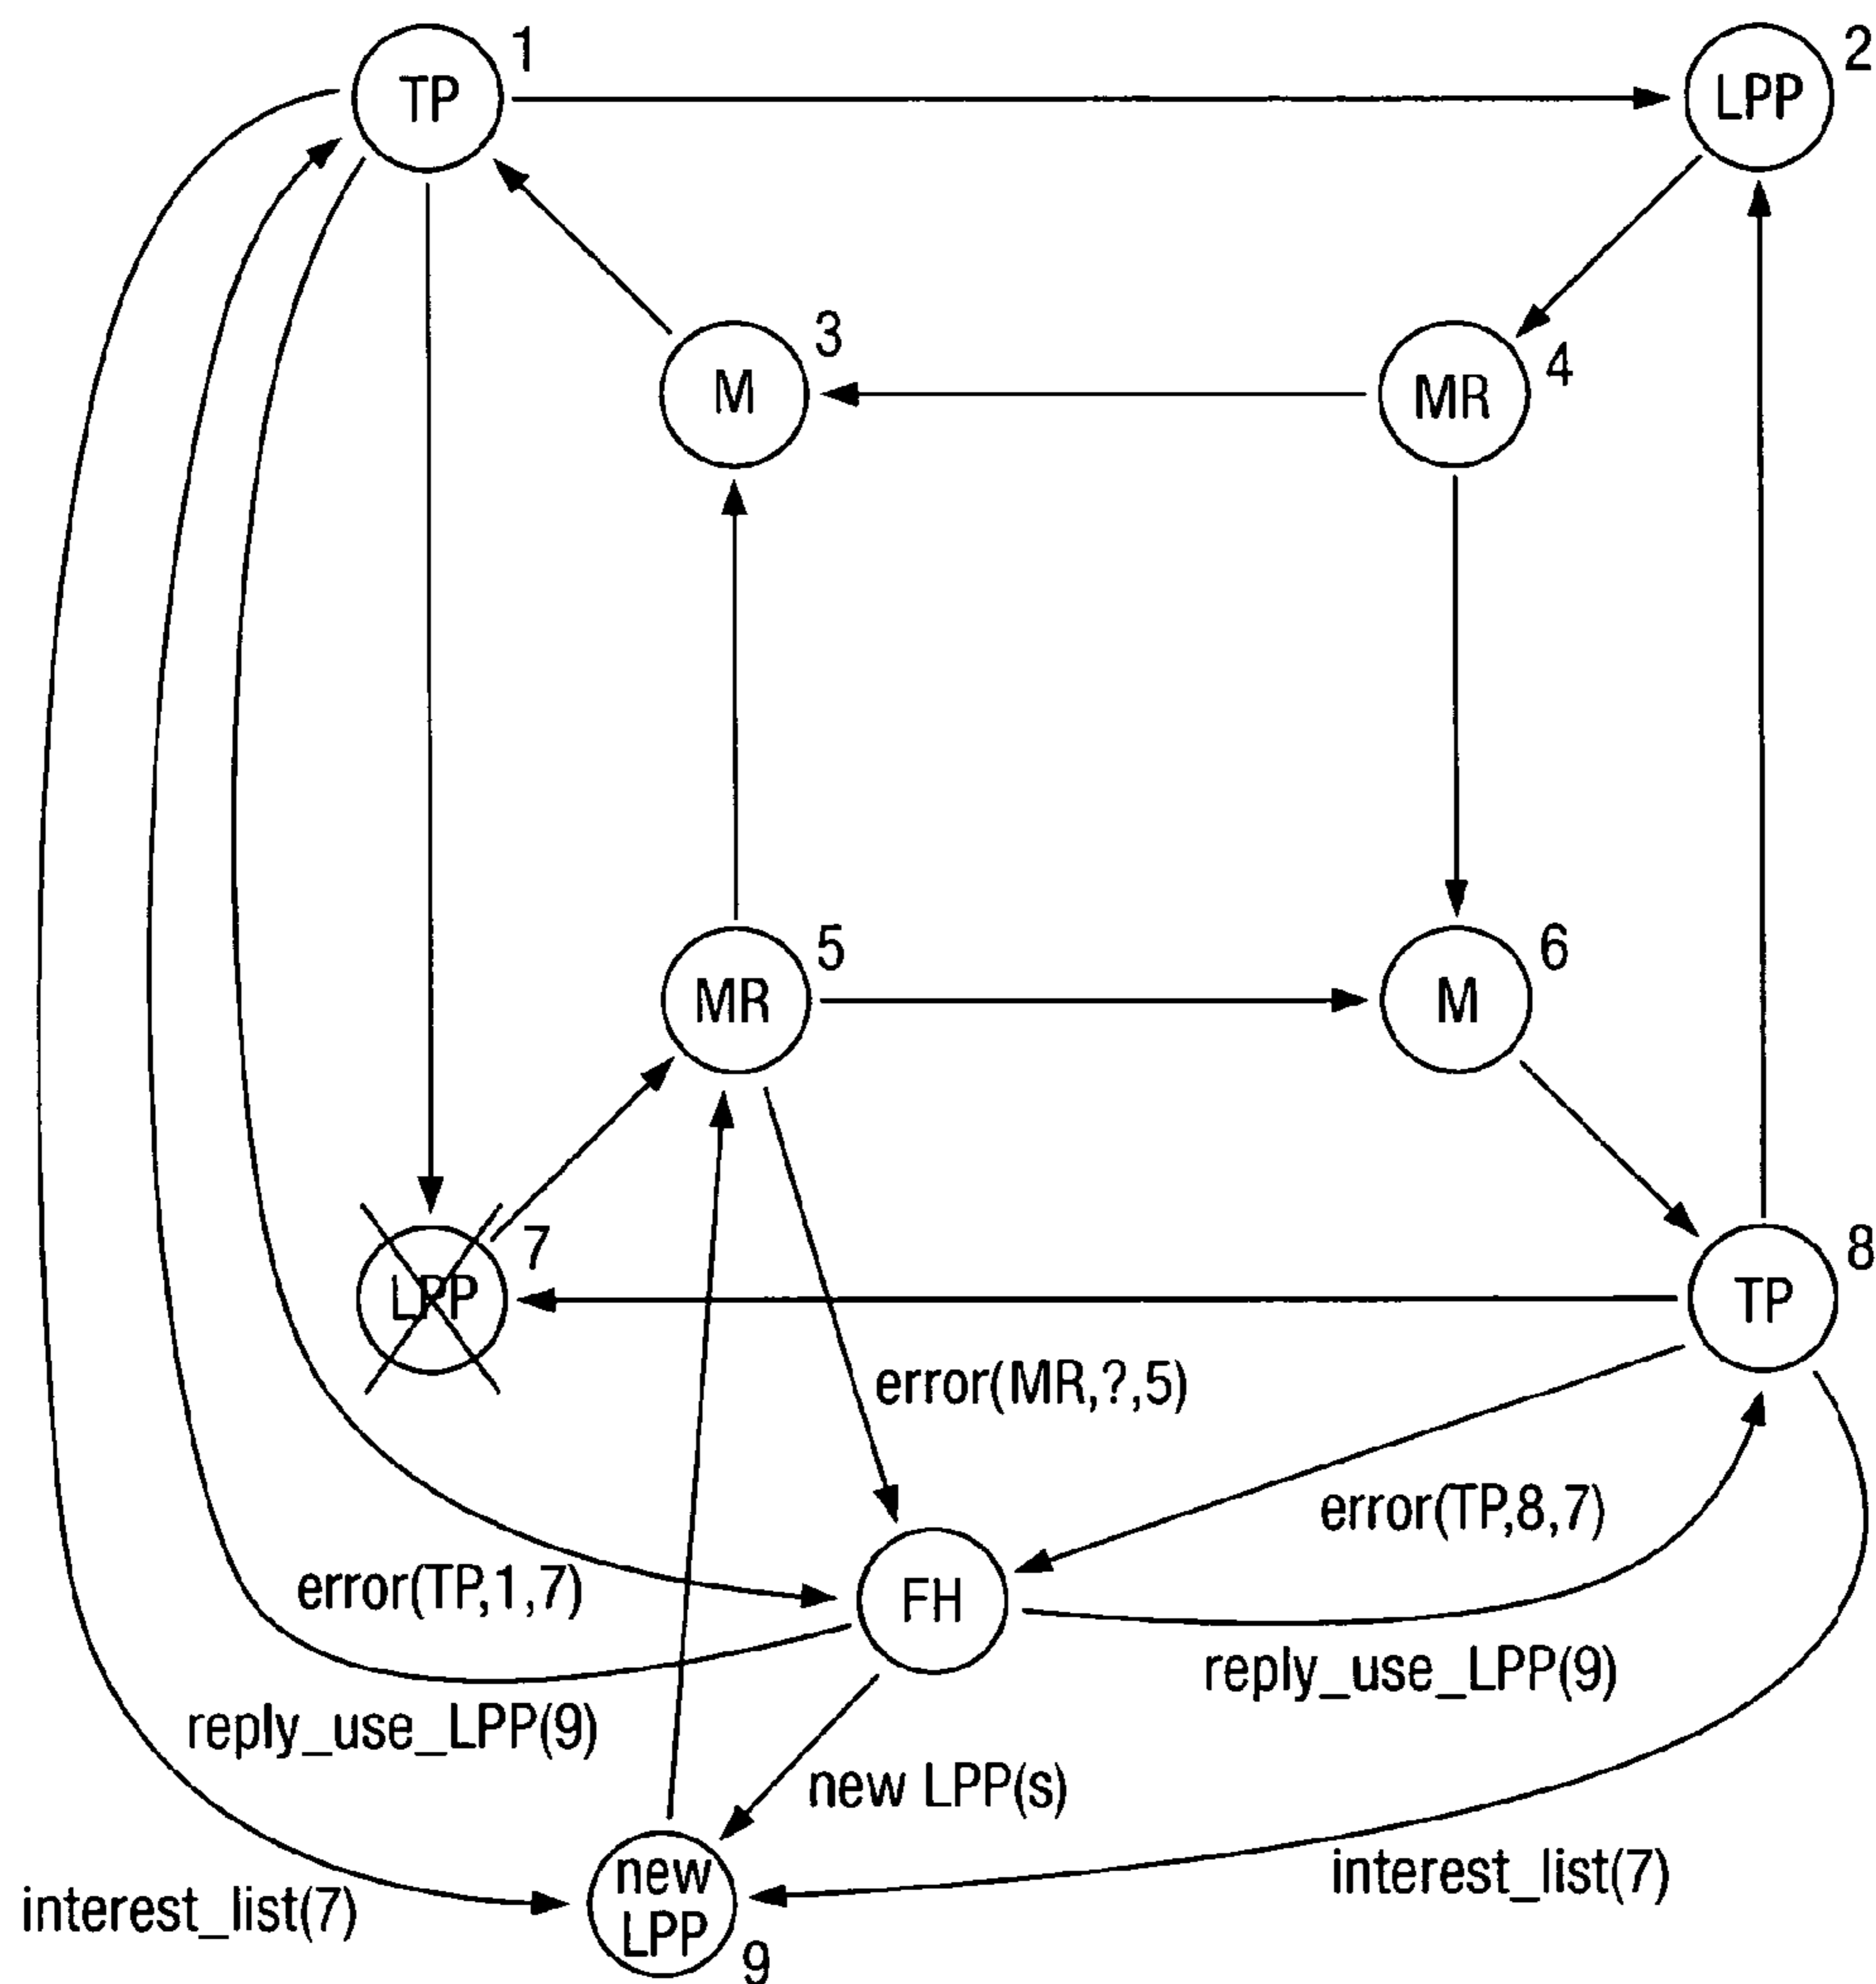 1
TP
2
LPP
3
M
4
MR
5
MR
6
M
7
LPP
8
TP
error(MR,?,5)
error(TP,8,7)
error(TP,1,7)
FH
reply_use_LPP(9)
reply_use_LPP(9)
new LPP(s)
interest_list(7)
interest_list(7)
new
LPP
9